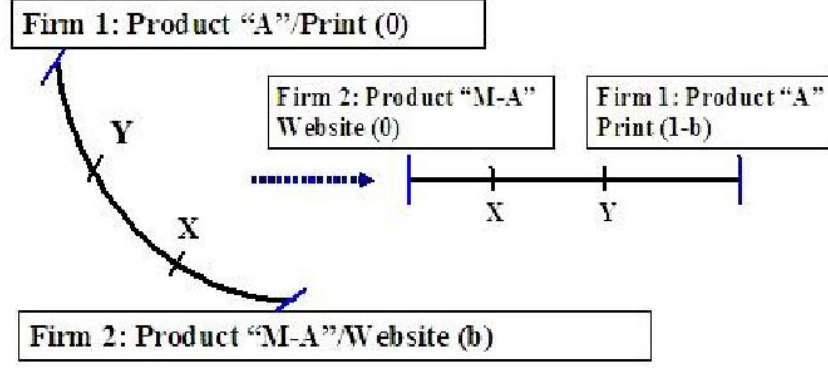 Firm 1: Product “A”/Print (0)
Y
X
Firm 2: Product “M-A”/Website (b)
Firm 2: Product “M-A”
Website (0)
Firm 1: Product “A”
Print (1-b)
X
Y